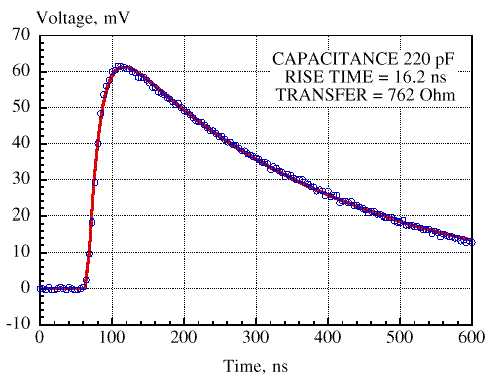 Voltage, mV
70
60
50
40
30
20
10
0
-10
CAPACITANCE 220 pF
RISE TIME = 16.2 ns
TRANSFER = 762 Ohm
0 100 200 300 400 500 600
Time, ns